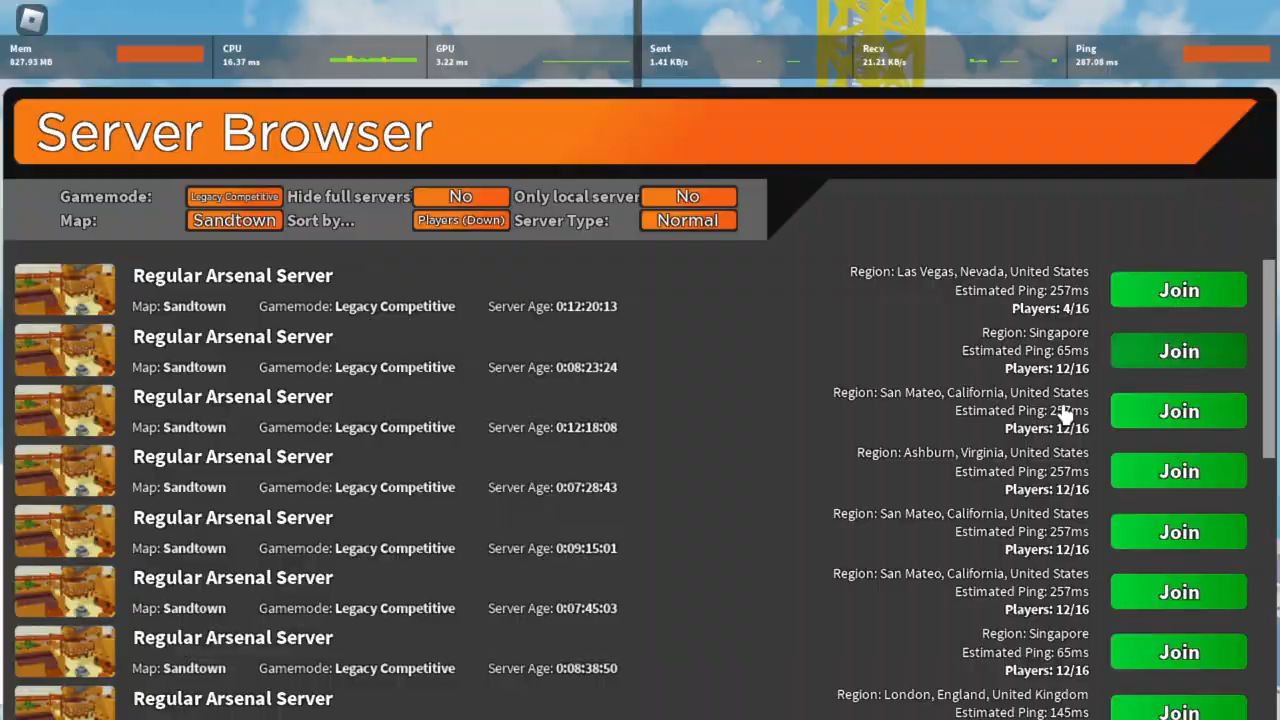 Mem
827.93 MB
CPU
16.37 ms
GPU
3.22 ms
Sent
1.41 KB/s
Recv
21.21 KB/s
Ping
287.08 ms
Server Browser
Gamemode: Legacy Competitive Hide full servers No Only local server No
Map: Sandtown Sort by... Players (Down) Server Type: Normal
Regular Arsenal Server
Map: Sandtown Gamemode: Legacy Competitive Server Age: 0:12:20:13
Region: Las Vegas, Nevada, United States
Estimated Ping: 257ms
Players: 4/16
Join
Regular Arsenal Server
Map: Sandtown Gamemode: Legacy Competitive Server Age: 0:08:23:24
Region: Singapore
Estimated Ping: 65ms
Players: 12/16
Join
Regular Arsenal Server
Map: Sandtown Gamemode: Legacy Competitive Server Age: 0:12:18:08
Region: San Mateo, California, United States
Estimated Ping: 257ms
Players: 12/16
Join
Regular Arsenal Server
Map: Sandtown Gamemode: Legacy Competitive Server Age: 0:07:28:43
Region: Ashburn, Virginia, United States
Estimated Ping: 257ms
Players: 12/16
Join
Regular Arsenal Server
Map: Sandtown Gamemode: Legacy Competitive Server Age: 0:09:15:01
Region: San Mateo, California, United States
Estimated Ping: 257ms
Players: 12/16
Join
Regular Arsenal Server
Map: Sandtown Gamemode: Legacy Competitive Server Age: 0:07:45:03
Region: San Mateo, California, United States
Estimated Ping: 257ms
Players: 12/16
Join
Regular Arsenal Server
Map: Sandtown Gamemode: Legacy Competitive Server Age: 0:08:38:50
Region: Singapore
Estimated Ping: 65ms
Players: 12/16
Join
Regular Arsenal Server
Region: London, England, United Kingdom
Estimated Ping: 145ms
Join